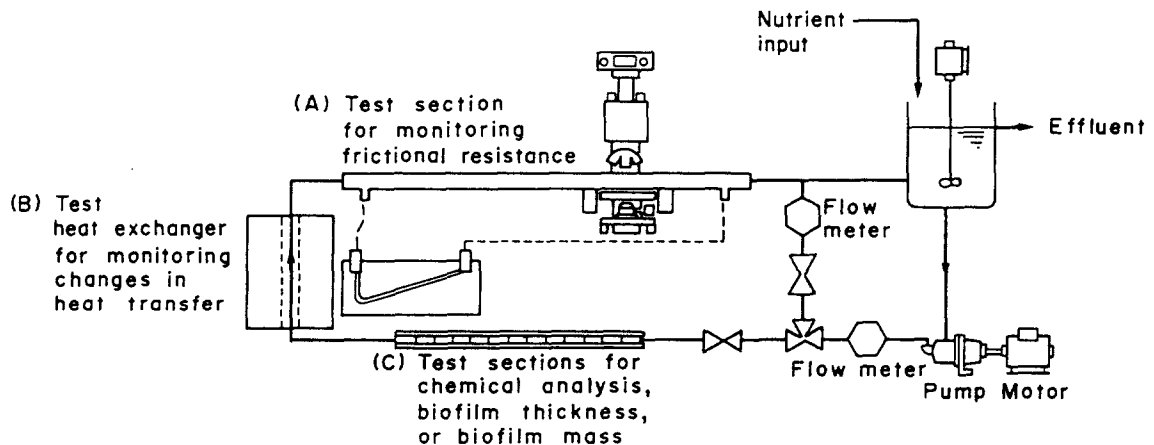 Nutrient
input
(A) Test section
for monitoring
frictional resistance
Effluent
(B) Test
heat exchanger
for monitoring
changes in
heat transfer
Flow
meter
(C) Test sections for
chemical analysis,
biofilm thickness,
or biofilm mass
Flow meter
Pump Motor